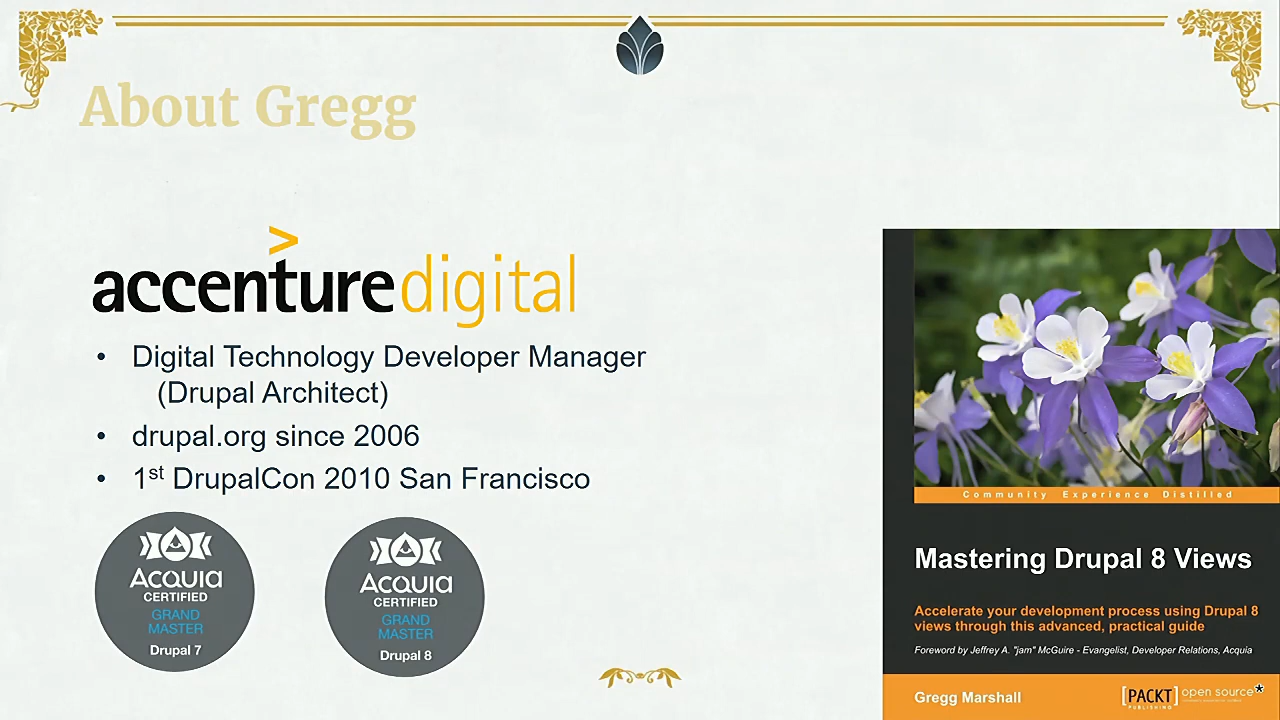 About Gregg
>
accenture digital
• Digital Technology Developer Manager
(Drupal Architect)
• drupal.org since 2006
• 1st DrupalCon 2010 San Francisco
Acquia
CERTIFIED
GRAND
MASTER
Drupal 7
Acquia
CERTIFIED
GRAND
MASTER
Drupal 8
Community Experience Distilled
Mastering Drupal 8 Views
Accelerate your development process using Drupal 8
views through this advanced, practical guide
Foreword by Jeffrey A. "jam" McGuire - Evangelist, Developer Relations, Acquia
Gregg Marshall
[PACKT] open source*
PUBLISHING